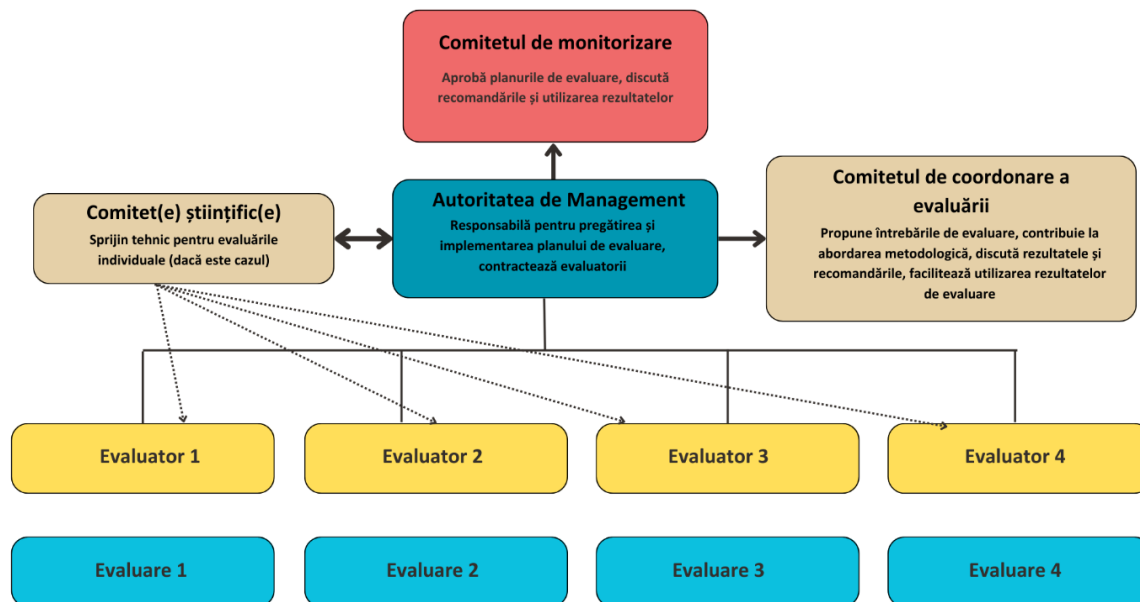 Comitetul de monitorizare
Aprobă planurile de evaluare, discută
recomandările și utilizarea rezultatelor
Comitet(e) științific(e)
Sprijin tehnic pentru evaluările
individuale (dacă este cazul)
Autoritatea de Management
Responsabilă pentru pregătirea și
implementarea planului de evaluare,
contractează evaluatorii
Comitetul de coordonare a
evaluării
Propune întrebările de evaluare, contribuie la
abordarea metodologică, discută rezultatele și
recomandările, facilitează utilizarea rezultatelor
de evaluare
Evaluator 1
Evaluator 2
Evaluator 3
Evaluator 4
Evaluare 1
Evaluare 2
Evaluare 3
Evaluare 4